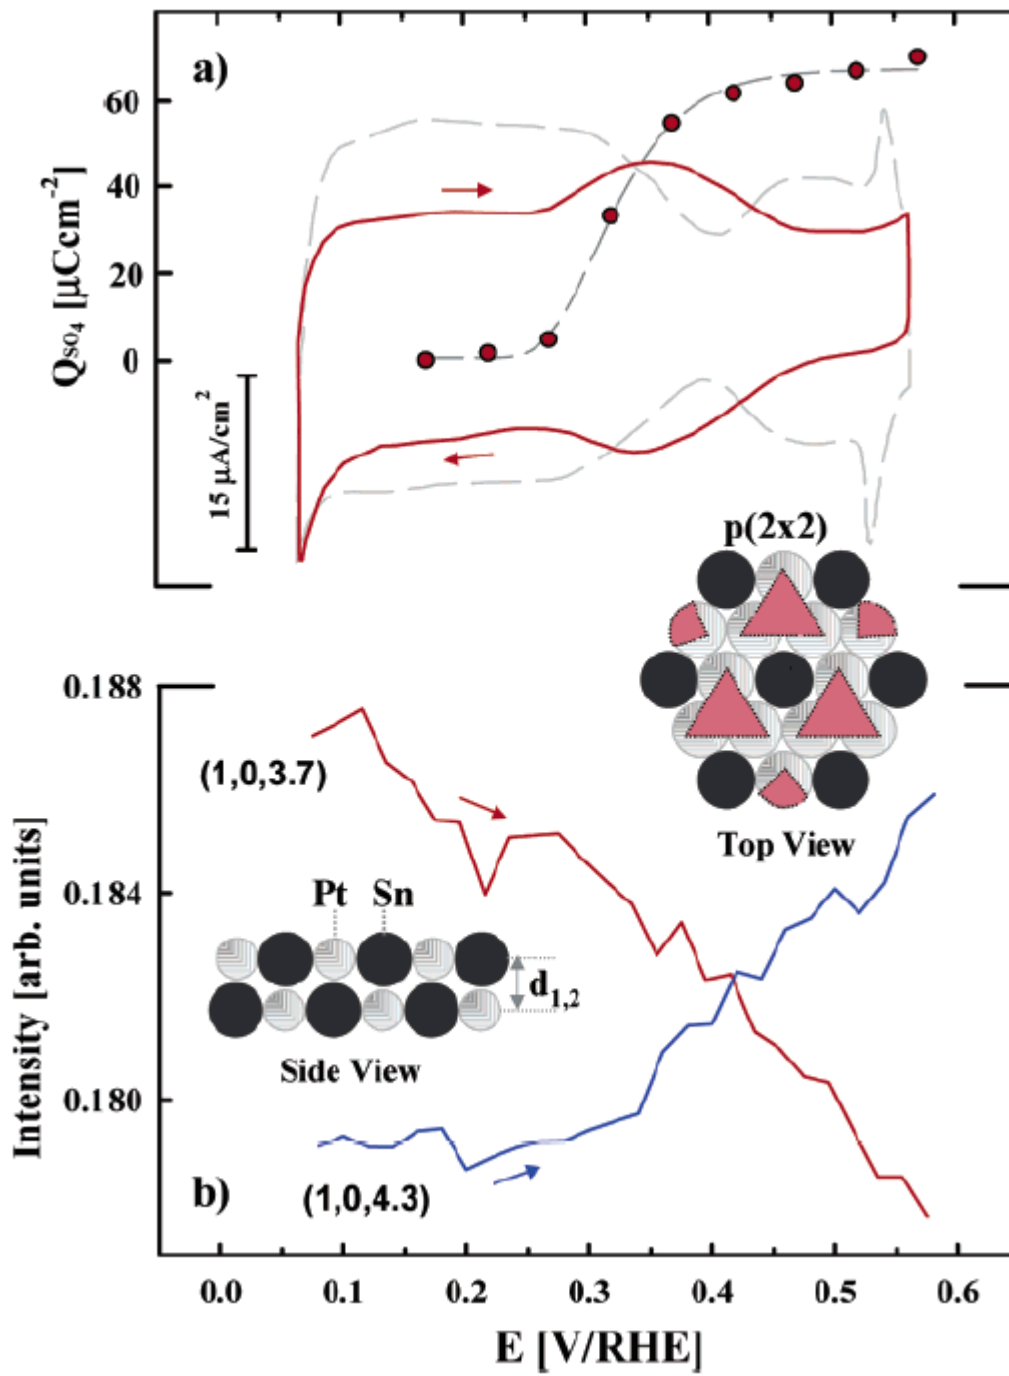 a)
60
40
20
0
Q_SO₄ [μCcm⁻²]
15 μA/cm²
p(2x2)
Top View
0.188
0.184
0.180
Intensity [arb. units]
(1,0,3.7)
Pt Sn
d₁,₂
Side View
b)
(1,0,4.3)
0.0 0.1 0.2 0.3 0.4 0.5 0.6
E [V/RHE]